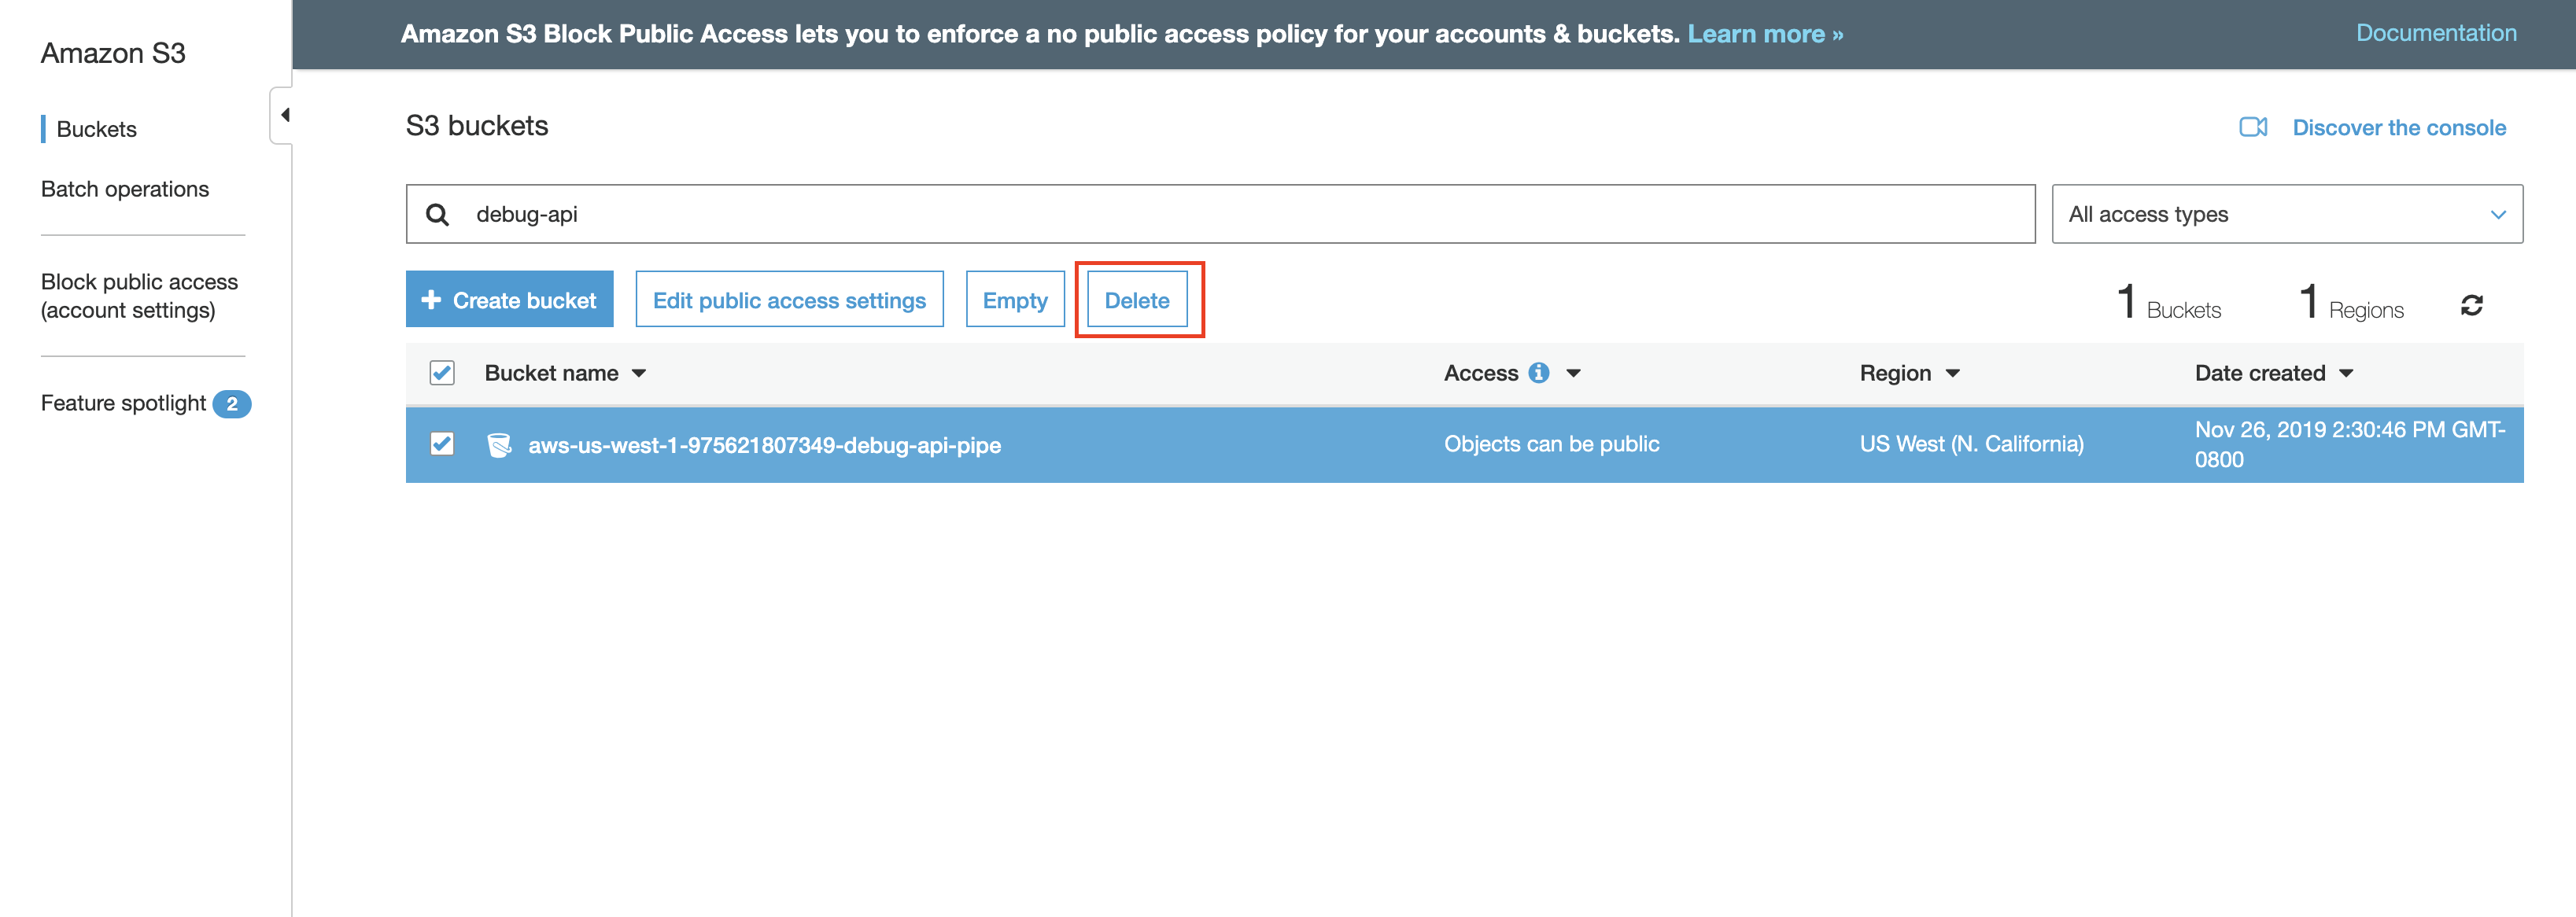 Amazon S3
Buckets
Batch operations
Block public access
(account settings)
Feature spotlight 2
Amazon S3 Block Public Access lets you to enforce a no public access policy for your accounts & buckets. Learn more »
Documentation
S3 buckets
Discover the console
debug-api
All access types
+ Create bucket
Edit public access settings
Empty
Delete
1 Buckets
1 Regions
Bucket name
Access
Region
Date created
aws-us-west-1-975621807349-debug-api-pipe
Objects can be public
US West (N. California)
Nov 26, 2019 2:30:46 PM GMT-
0800